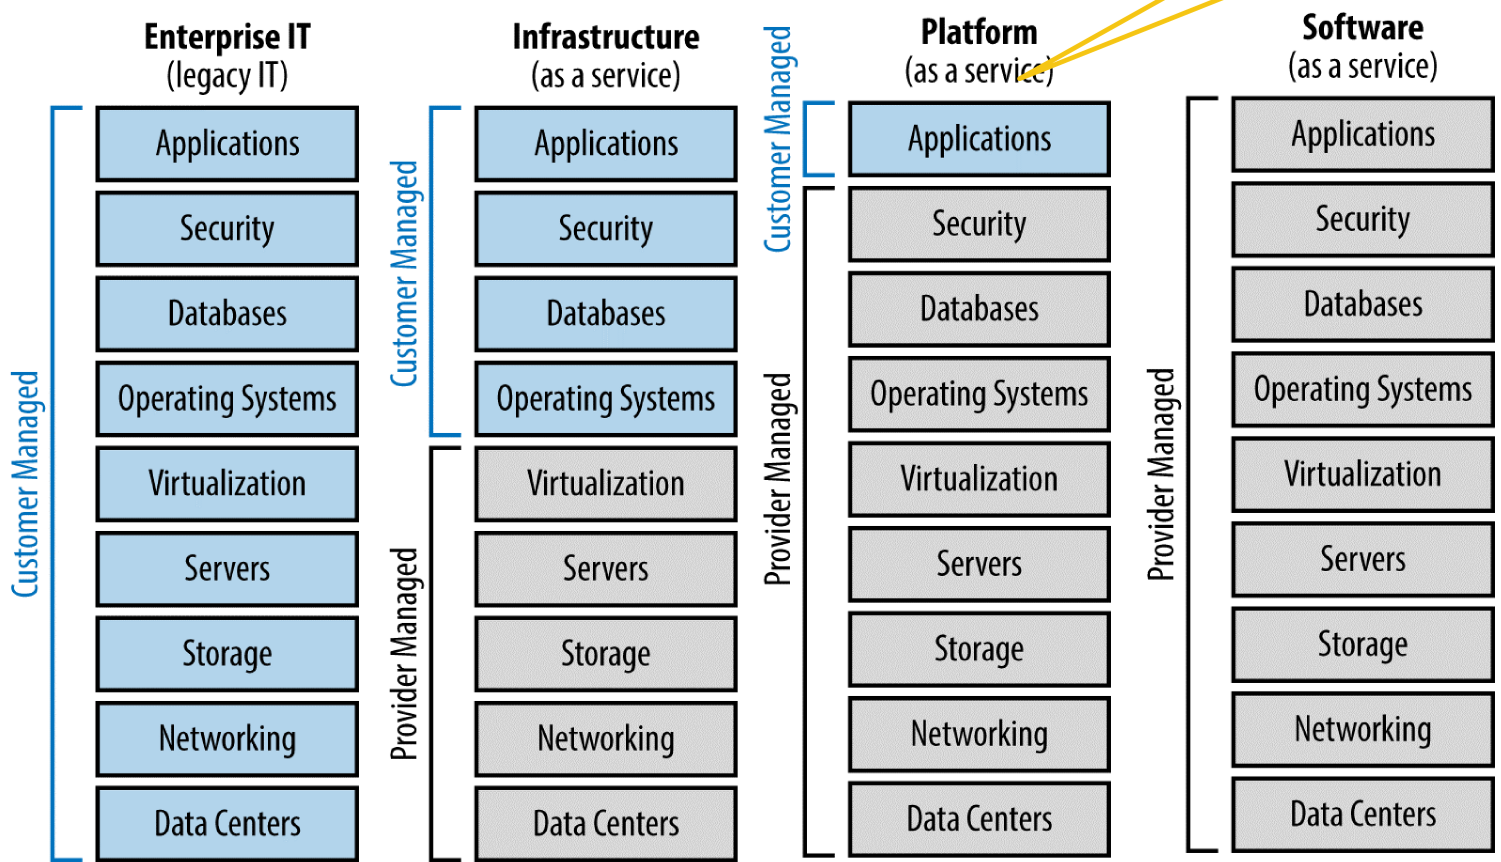 Enterprise IT
(legacy IT)
Customer Managed
Applications
Security
Databases
Operating Systems
Virtualization
Servers
Storage
Networking
Data Centers
Infrastructure
(as a service)
Customer Managed
Provider Managed
Applications
Security
Databases
Operating Systems
Virtualization
Servers
Storage
Networking
Data Centers
Platform
(as a service)
Customer Managed
Provider Managed
Applications
Security
Databases
Operating Systems
Virtualization
Servers
Storage
Networking
Data Centers
Software
(as a service)
Provider Managed
Applications
Security
Databases
Operating Systems
Virtualization
Servers
Storage
Networking
Data Centers